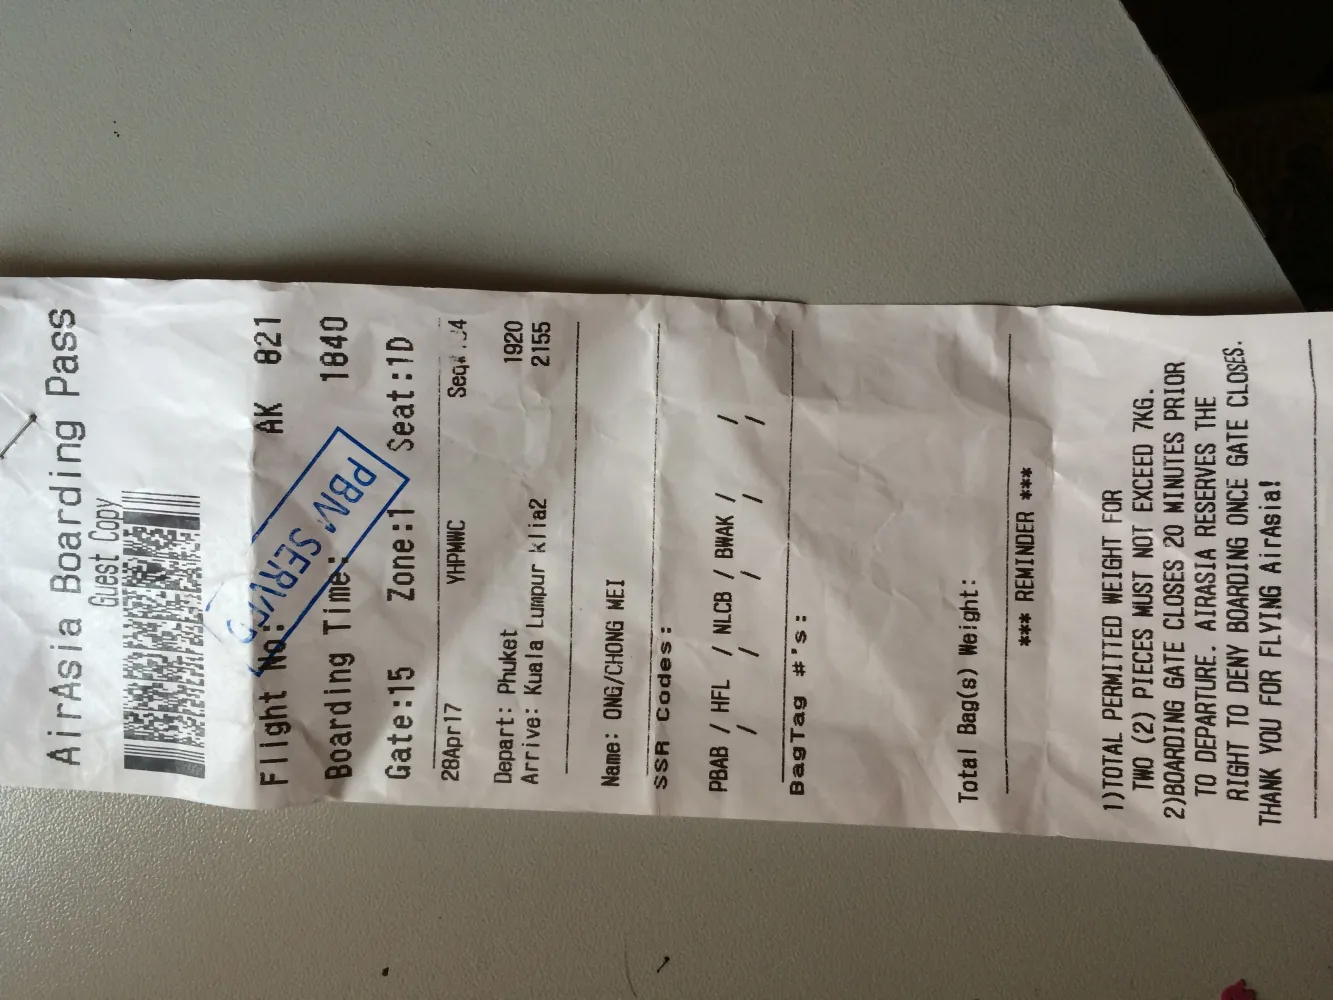 AirAsia Boarding Pass
Guest Copy
Flight No: AK 821
Boarding Time: 1840
Gate:15 Zone:1 Seat:1D
28Apr17 YHPMWC
Depart: Phuket 1920
Arrive: Kuala Lumpur klia2 2155
Name: ONG/CHONG WEI
SSR Codes:
PBAB / HFL / NLCB / BWAK / /
/ / / / /
BagTag #'s:
Total Bag(s) Weight:
*** REMINDER ***
1)TOTAL PERMITTED WEIGHT FOR
TWO (2) PIECES MUST NOT EXCEED 7KG.
2)BOARDING GATE CLOSES 20 MINUTES PRIOR
TO DEPARTURE. AIRASIA RESERVES THE
RIGHT TO DENY BOARDING ONCE GATE CLOSES.
THANK YOU FOR FLYING AirAsia!
PBM SERVED